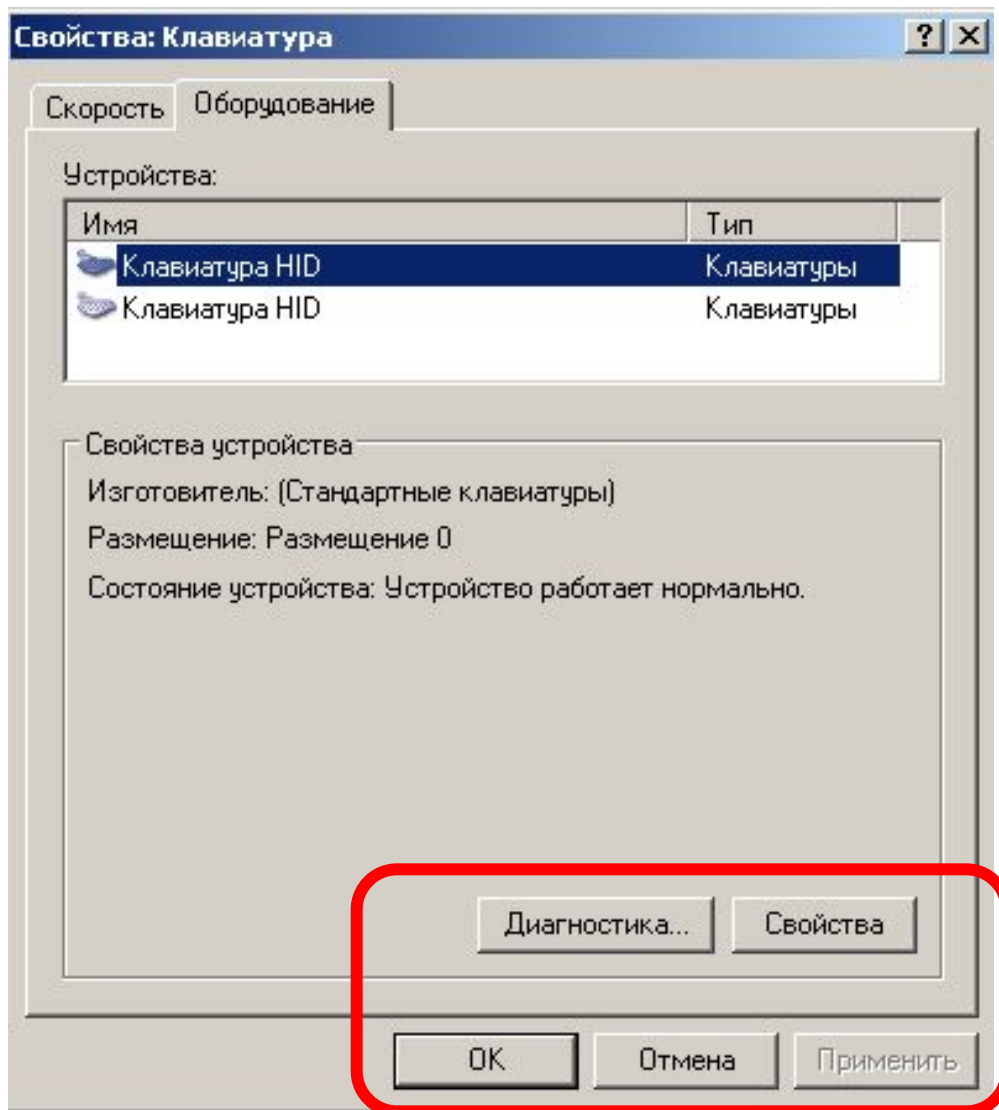 Свойства: Клавиатура
Скорость Оборудование
Устройства:
Имя Тип
Клавиатура HID Клавиатуры
Клавиатура HID Клавиатуры
Свойства устройства
Изготовитель: (Стандартные клавиатуры)
Размещение: Размещение 0
Состояние устройства: Устройство работает нормально.
Диагностика... Свойства
OK Отмена Применить